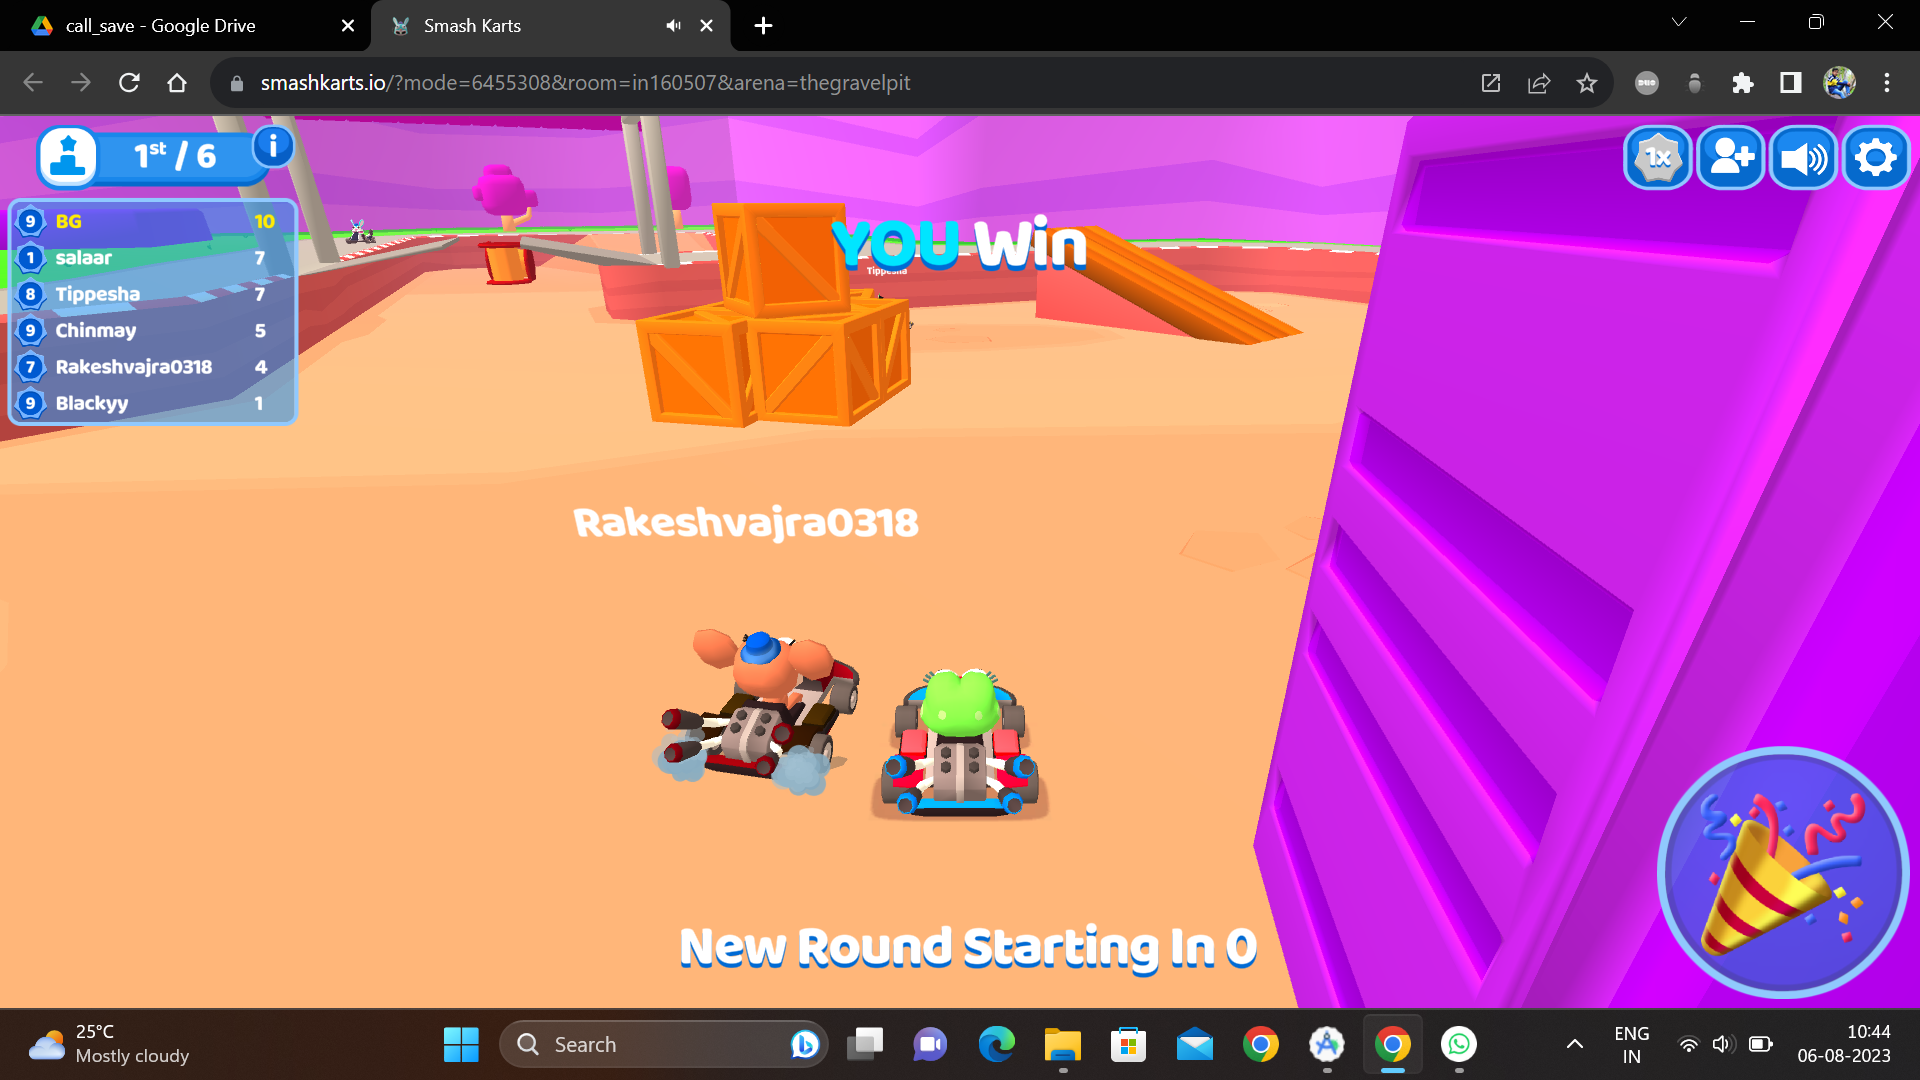 call_save - Google Drive
Smash Karts
smashkarts.io/?mode=6455308&room=in160507&arena=thegravelpit
1st / 6
i
1x
9 BG 10
1 salaar 7
8 Tippesha 7
9 Chinmay 5
7 Rakeshvajra0318 4
9 Blackyy 1
YOU Win
Tippesha
Rakeshvajra0318
New Round Starting In 0
25°C
Mostly cloudy
Search
ENG
IN
10:44
06-08-2023